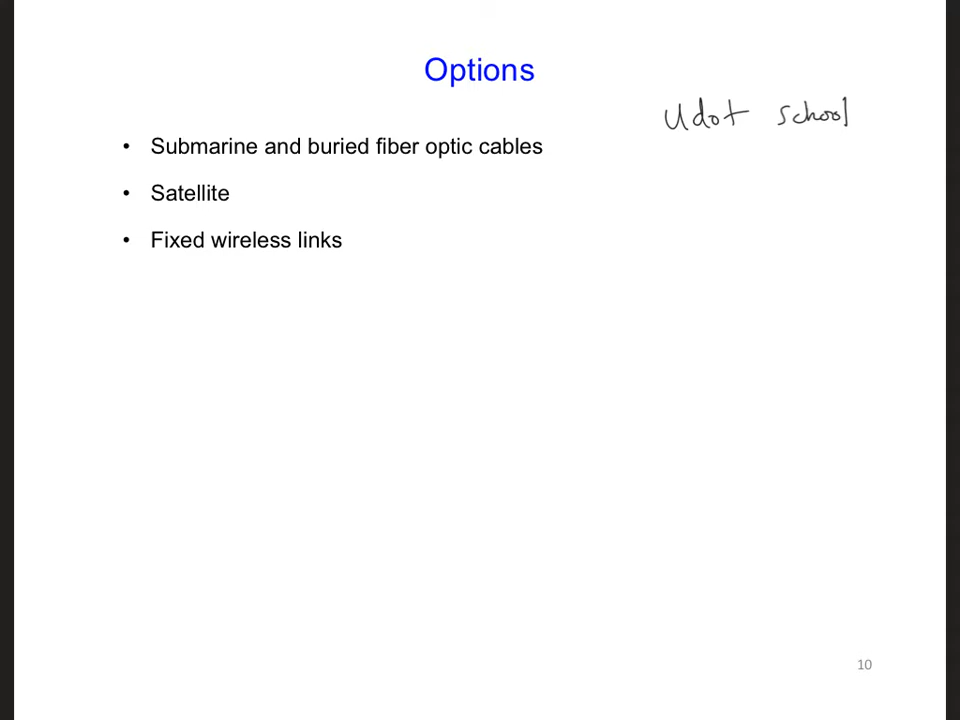 Options
Udot school
• Submarine and buried fiber optic cables
• Satellite
• Fixed wireless links
10